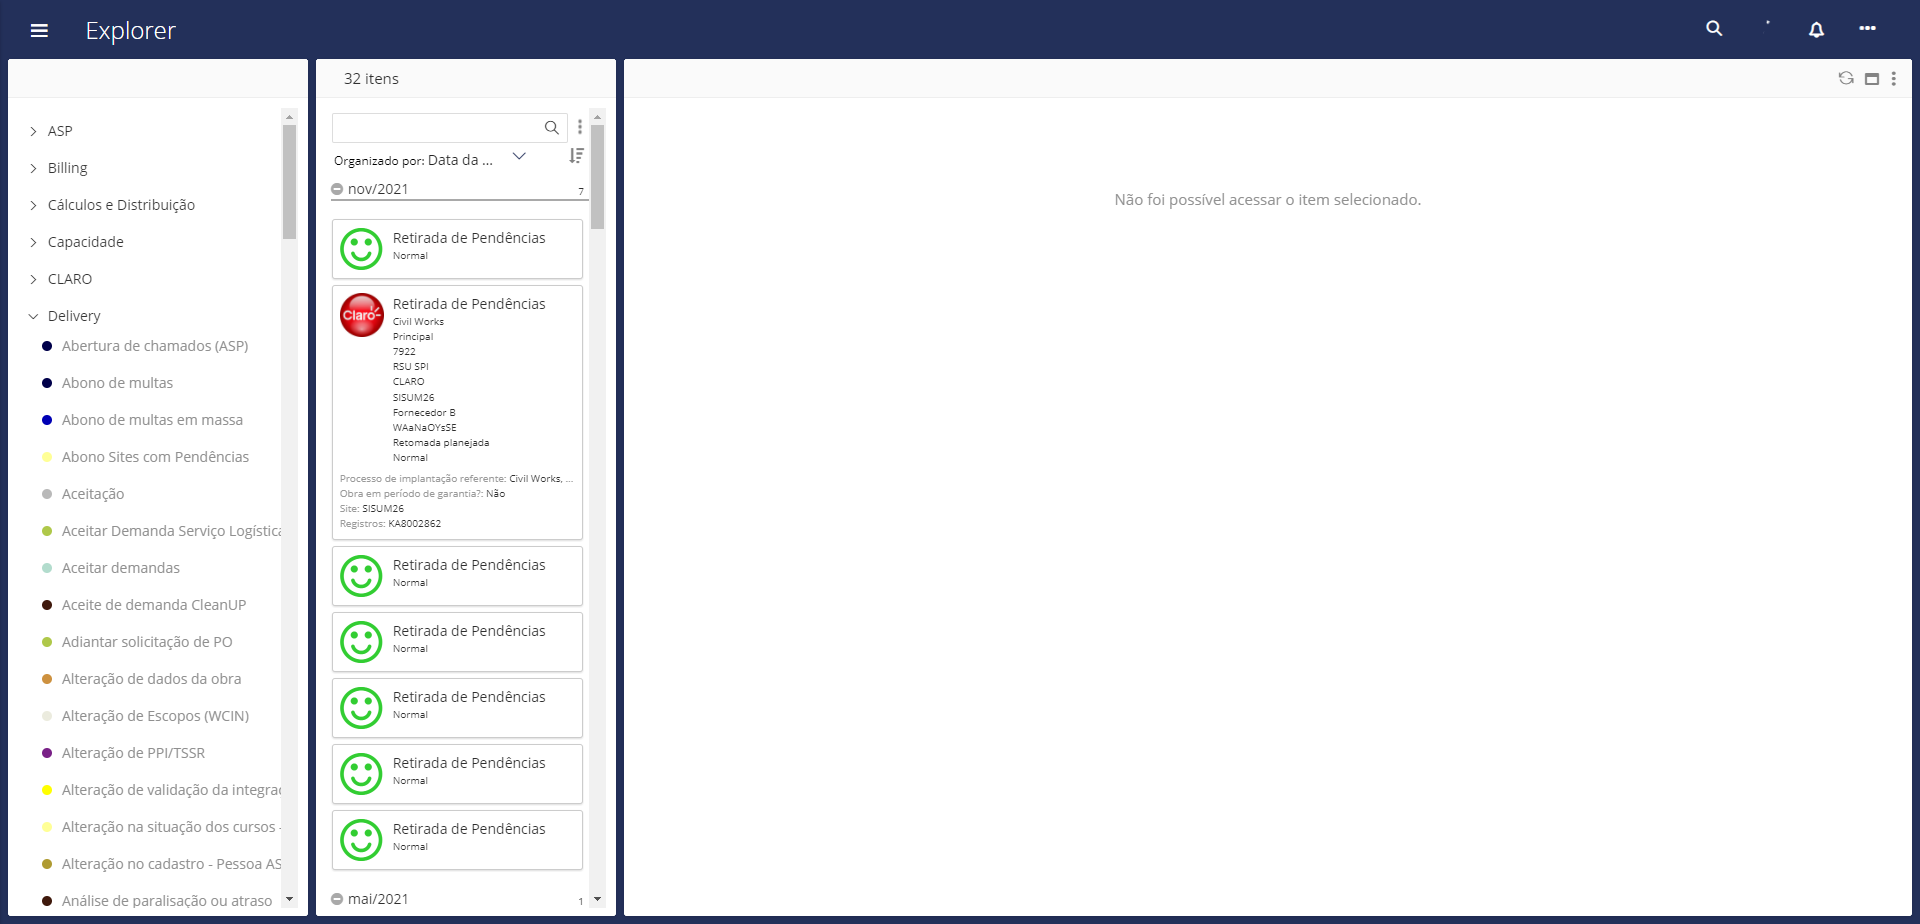 Explorer
32 itens
ASP
Billing
Cálculos e Distribuição
Capacidade
CLARO
Delivery
Abertura de chamados (ASP)
Abono de multas
Abono de multas em massa
Abono Sites com Pendências
Aceitação
Aceitar Demanda Serviço Logística
Aceitar demandas
Aceite de demanda CleanUP
Adiantar solicitação de PO
Alteração de dados da obra
Alteração de Escopos (WCIN)
Alteração de PPI/TSSR
Alteração de validação da integrac
Alteração na situação dos cursos -
Alteração no cadastro - Pessoa AS
Análise de paralisação ou atraso
Organizado por: Data da ...
nov/2021 7
Retirada de Pendências
Normal
Claro
Retirada de Pendências
Civil Works
Principal
7922
RSU SPI
CLARO
SISUM26
Fornecedor B
WAaNaOYsSE
Retomada planejada
Normal
Processo de implantação referente: Civil Works, ...
Obra em período de garantia?: Não
Site: SISUM26
Registros: KA8002862
Retirada de Pendências
Normal
Retirada de Pendências
Normal
Retirada de Pendências
Normal
Retirada de Pendências
Normal
Retirada de Pendências
Normal
mai/2021 1
Não foi possível acessar o item selecionado.